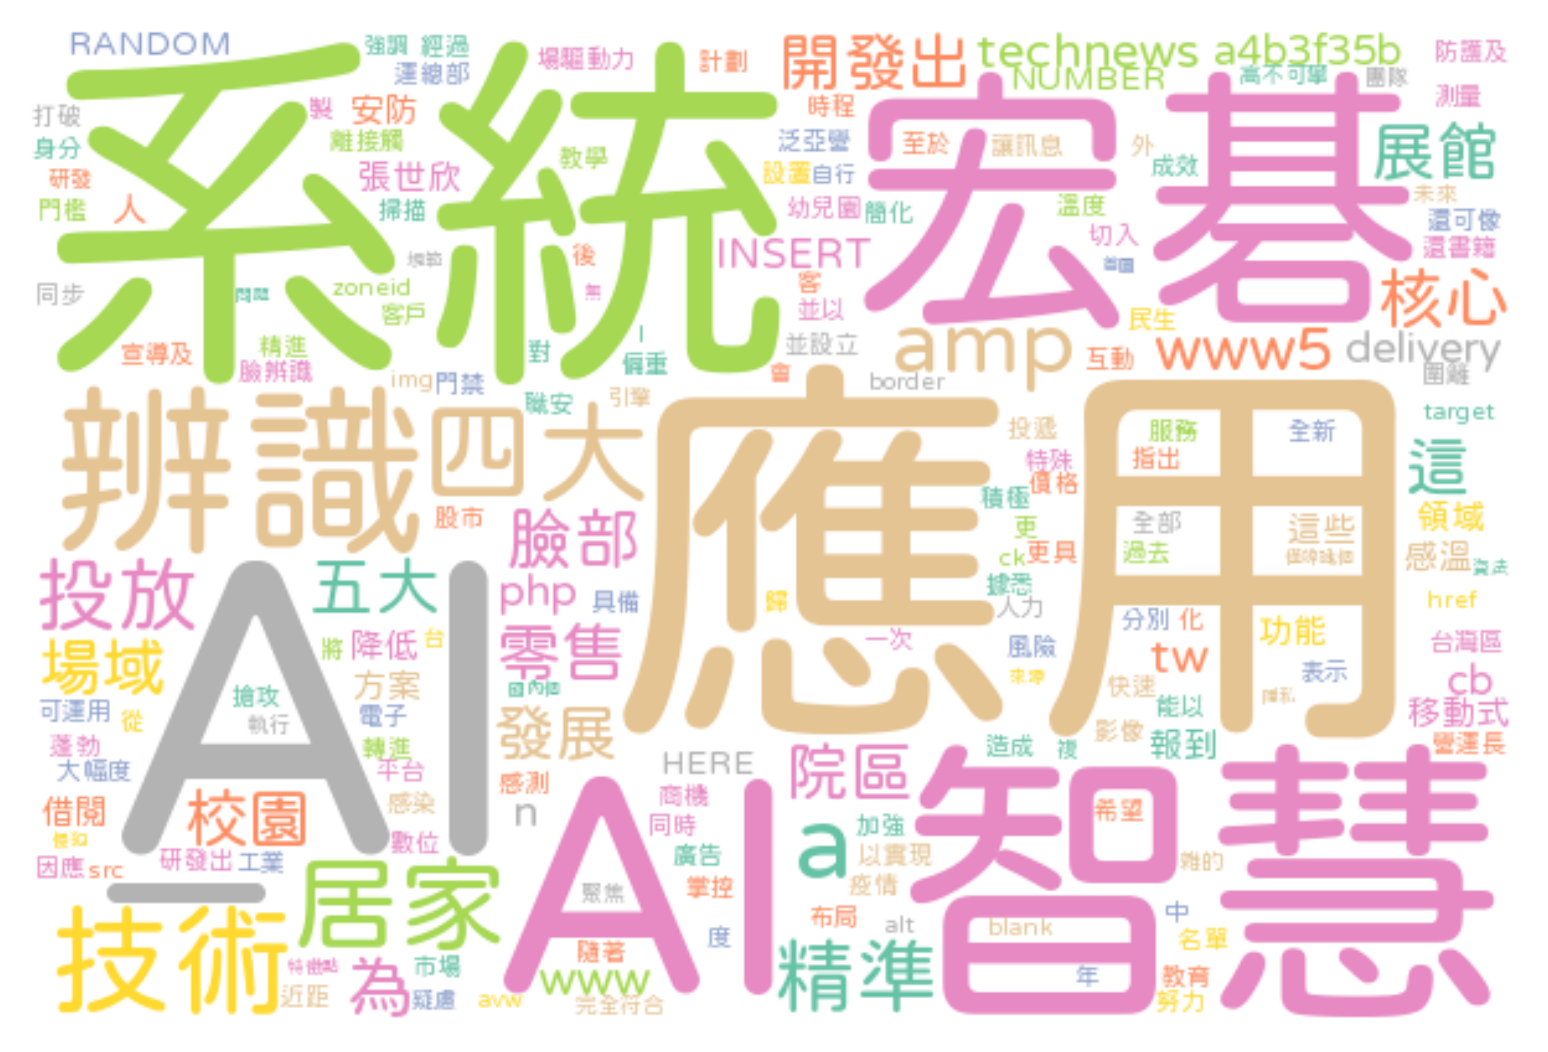 RANDOM
強調 經過
運總部
場驅動力
計劃
開發出
technews a4b3f35b
NUMBER
高不可攀
團隊
防護及
測量
系統
宏碁
打破
身分
研發
門檻
人
製
安防
離接觸
張世欣
掃描
教學
時程
泛亞暨
設置
自行
幼兒園
簡化
至於
讓訊息
外
成效
溫度
切入
展館
未來
還可像
還書籍
核心
INSERT
後
客
並以
並設立
無
同步
zoneid
客戶
宣導及
精進
臉辨識
img
門禁
對
偏重
職安
引擎
會
amp
border
民生
互動
www5
delivery
圍籬
target
辨識
四大
應用
股市
臉部
投遞
特殊
價格
積極
更
ck
更具
據悉
人力
服務
指出
全新
全部
過去
這些
這
領域
感溫
href
投放
AI
五大
php
具備
歸
一次
風險
分別
化
功能
台灣區
場域
將
降低
台
零售
tw
表示
cb
快速
能以
影像
移動式
可運用
從
搶攻
執行
方案
電子
發展
造成
複
報到
營運長
蓬勃
轉進
大幅度
平台
HERE
感測
院區
智慧
借閱
校園
感染
n
商機
同時
AI
a
加強
希望
數位
因應
src
研發出
工業
廣告
以實現
疫情
雜的
居家
聚焦
掌控
布局
alt
blank
中
名單
技術
隨著
度
精準
年
教育
努力
近距
為
市場
疑慮
www
avw
完全符合